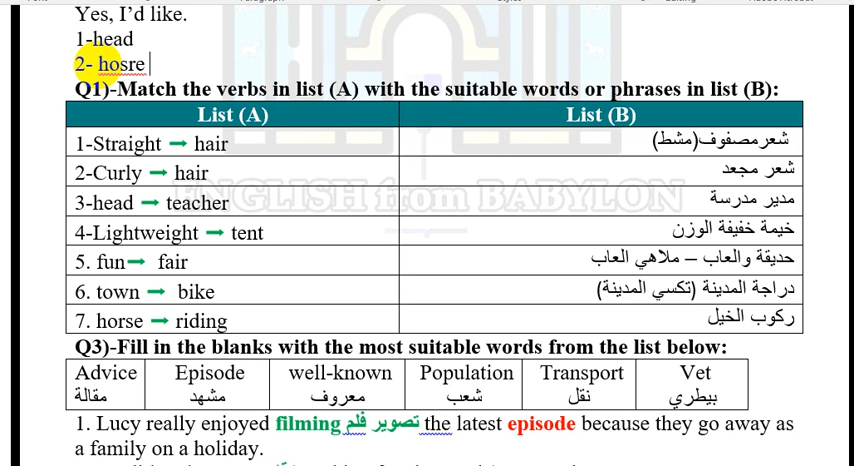 Yes, I’d like.
1-head
2- hosre
Q1)-Match the verbs in list (A) with the suitable words or phrases in list (B):
List (A) List (B)
1-Straight → hair شعرمصفوف(مشط)
2-Curly → hair شعر مجعد
3-head → teacher مدير مدرسة
4-Lightweight → tent خيمة خفيفة الوزن
5. fun→ fair حديقة والعاب – ملاهي العاب
6. town → bike دراجة المدينة (تكسي المدينة)
7. horse → riding ركوب الخيل
ENGLISH from BABYLON
Q3)-Fill in the blanks with the most suitable words from the list below:
Advice Episode well-known Population Transport Vet
مقالة مشهد معروف شعب نقل بيطري
1. Lucy really enjoyed filming تصوير فلم the latest episode because they go away as
a family on a holiday.